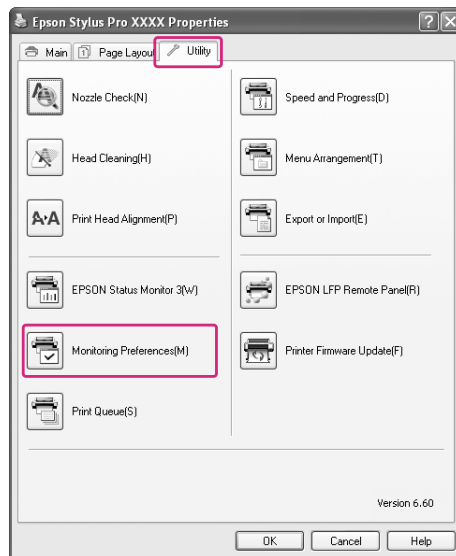 Epson Stylus Pro XXXX Properties
Main
Page Layou
Utility
Nozzle Check(N)
Head Cleaning(H)
A A
Print Head Alignment(P)
EPSON Status Monitor 3(W)
Monitoring Preferences(M)
Print Queue(S)
Speed and Progress(D)
Menu Arrangement(T)
Export or Import(E)
EPSON LFP Remote Panel(R)
Printer Firmware Update(F)
Version 6.60
OK Cancel Help